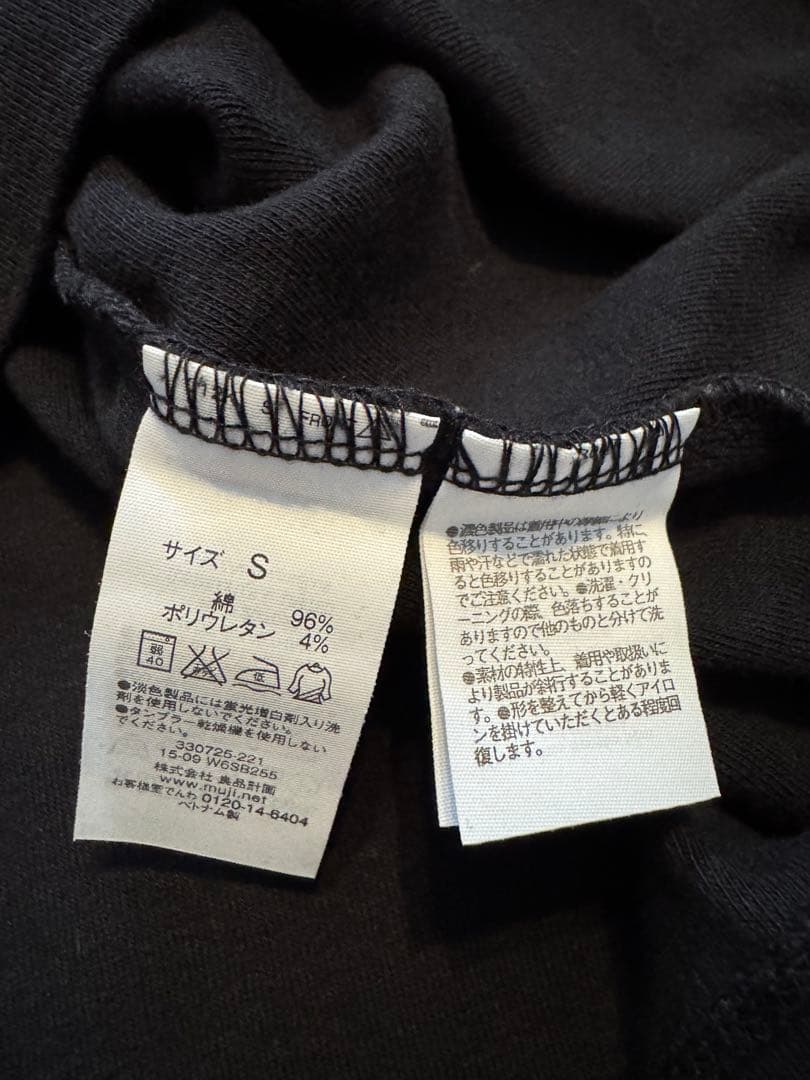 サイズ S
綿 96%
ポリウレタン 4%
弱
40
低
●淡色製品には蛍光増白剤入り洗
剤を使用しないでください。
●タンブラー乾燥機を使用しない
でください。
330725-221
15-09 W6SB255
株式会社 良品計画
www.muji.net
お客様室でんわ 0120-14-6404
ベトナム製
●濃色製品は着用中の摩擦により
色移りすることがあります。特に、
雨や汗などで濡れた状態で着用す
ると色移りすることがありますの
でご注意ください。●洗濯・クリ
ーニングの際、色落ちすることが
ありますので他のものと分けて洗
ってください。
●素材の特性上、着用や取扱いに
より製品が斜行することがありま
す。●形を整えてから軽くアイロ
ンを掛けていただくとある程度回
復します。